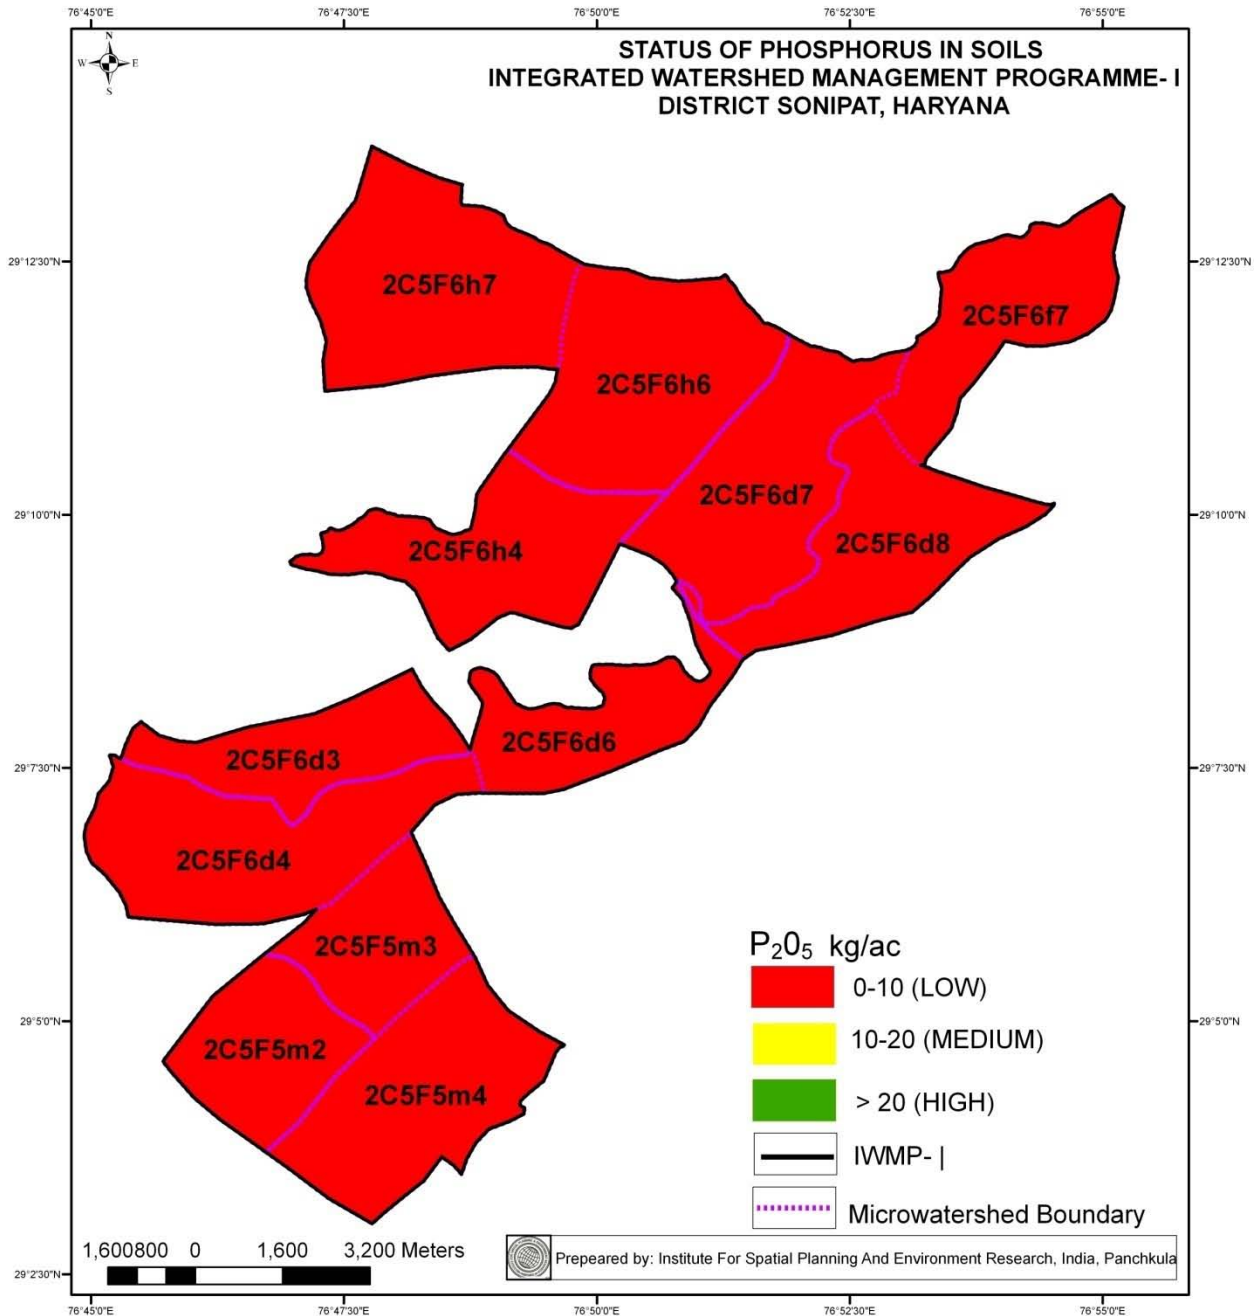 76°45'0"E
76°47'30"E
76°50'0"E
76°52'30"E
76°55'0"E
N
W E
S
STATUS OF PHOSPHORUS IN SOILS
INTEGRATED WATERSHED MANAGEMENT PROGRAMME- I
DISTRICT SONIPAT, HARYANA
29°12'30"N
29°12'30"N
2C5F6h7
2C5F6f7
2C5F6h6
2C5F6d7
29°10'0"N
29°10'0"N
2C5F6h4
2C5F6d8
2C5F6d6
2C5F6d3
29°7'30"N
29°7'30"N
2C5F6d4
2C5F5m3
2C5F5m2
2C5F5m4
29°5'0"N
29°5'0"N
P₂0₅ kg/ac
0-10 (LOW)
10-20 (MEDIUM)
> 20 (HIGH)
IWMP- |
Microwatershed Boundary
1,600800 0 1,600 3,200 Meters
Prepeared by: Institute For Spatial Planning And Environment Research, India, Panchkula
29°2'30"N
29°2'30"N
76°45'0"E
76°47'30"E
76°50'0"E
76°52'30"E
76°55'0"E